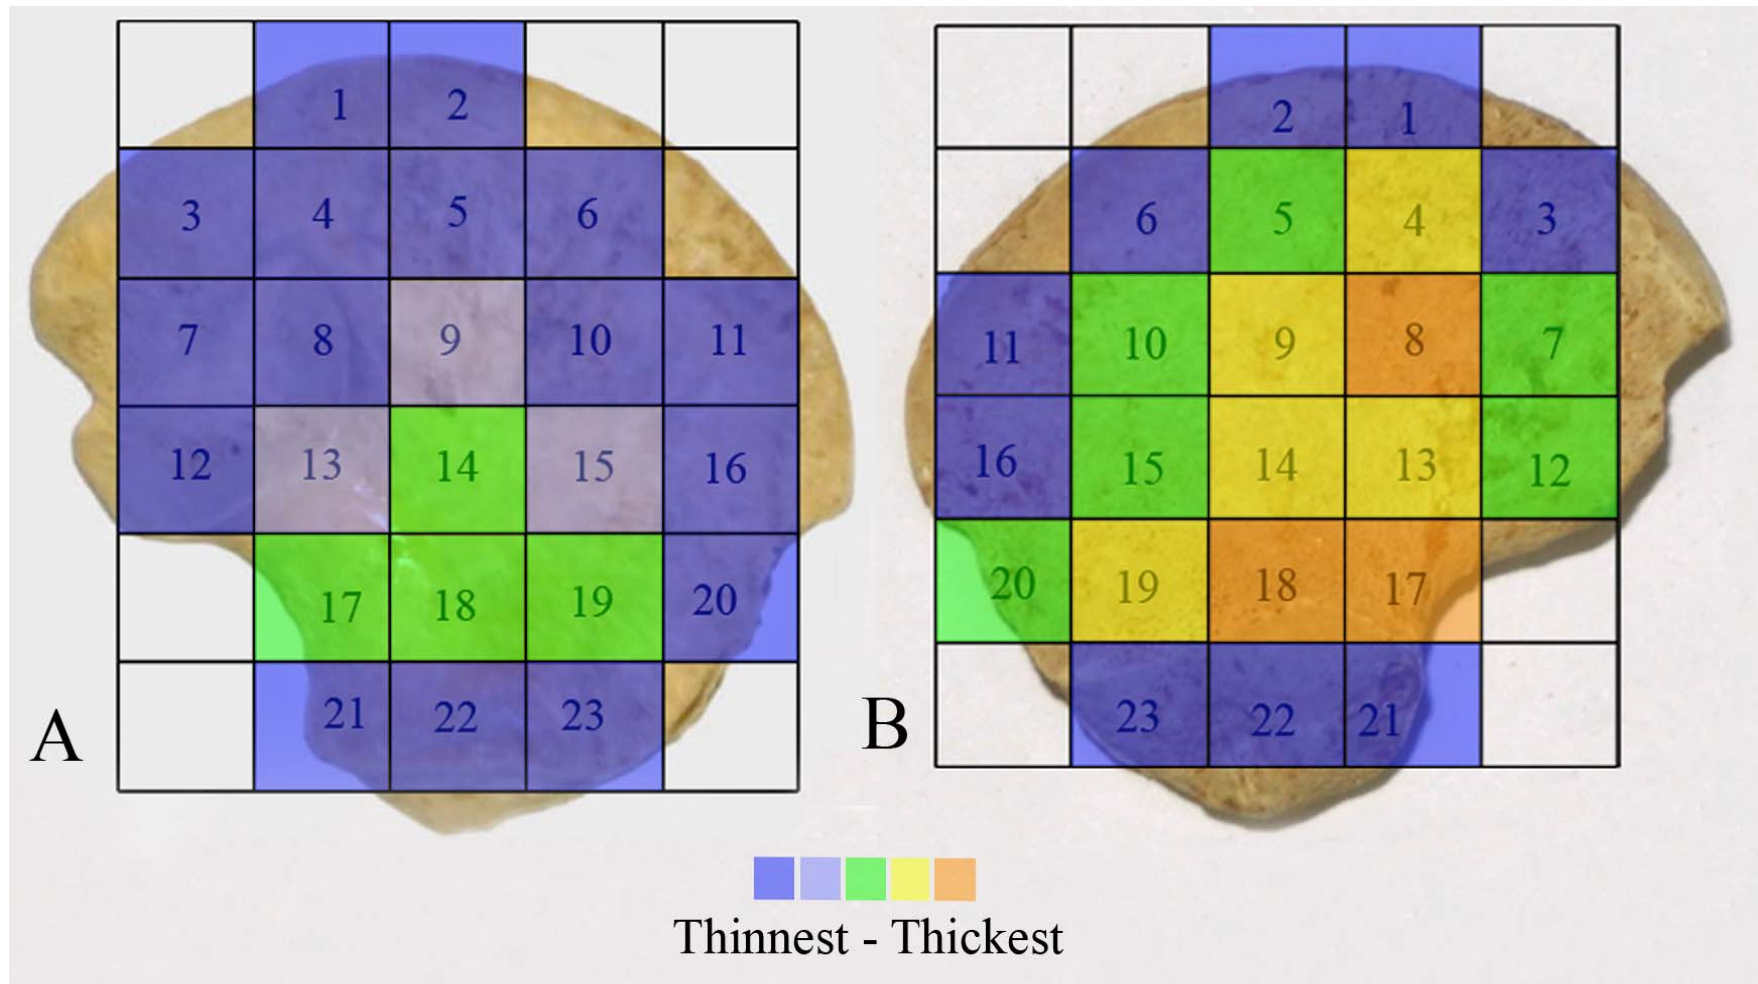 1 2
3 4 5 6
7 8 9 10 11
12 13 14 15 16
17 18 19 20
21 22 23
A
2 1
6 5 4 3
11 10 9 8 7
16 15 14 13 12
20 19 18 17
23 22 21
B
Thinnest - Thickest